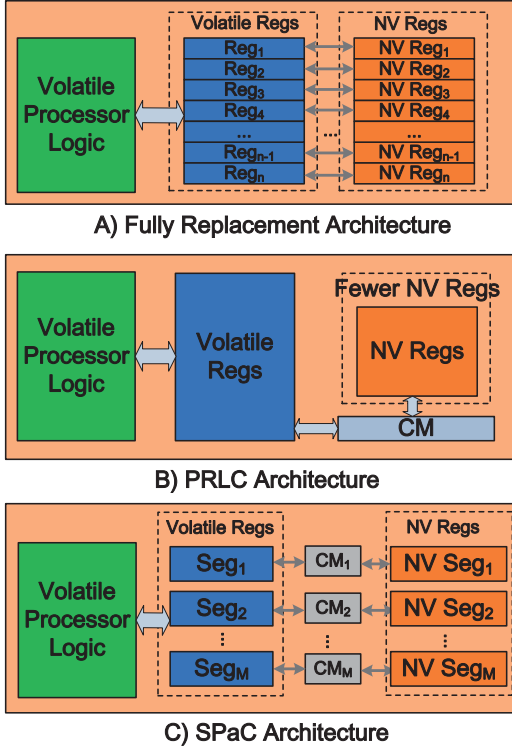 Volatile Regs
NV Regs
Volatile
Processor
Logic
Reg1
NV Reg1
Reg2
NV Reg2
Reg3
NV Reg3
Reg4
NV Reg4
...
...
...
Regn-1
NV Regn-1
Regn
NV Regn
A) Fully Replacement Architecture
Volatile
Processor
Logic
Volatile
Regs
Fewer NV Regs
NV Regs
CM
B) PRLC Architecture
Volatile Regs
NV Regs
Volatile
Processor
Logic
Seg1
CM1
NV Seg1
Seg2
CM2
NV Seg2
...
...
...
SegM
CMM
NV SegM
C) SPaC Architecture